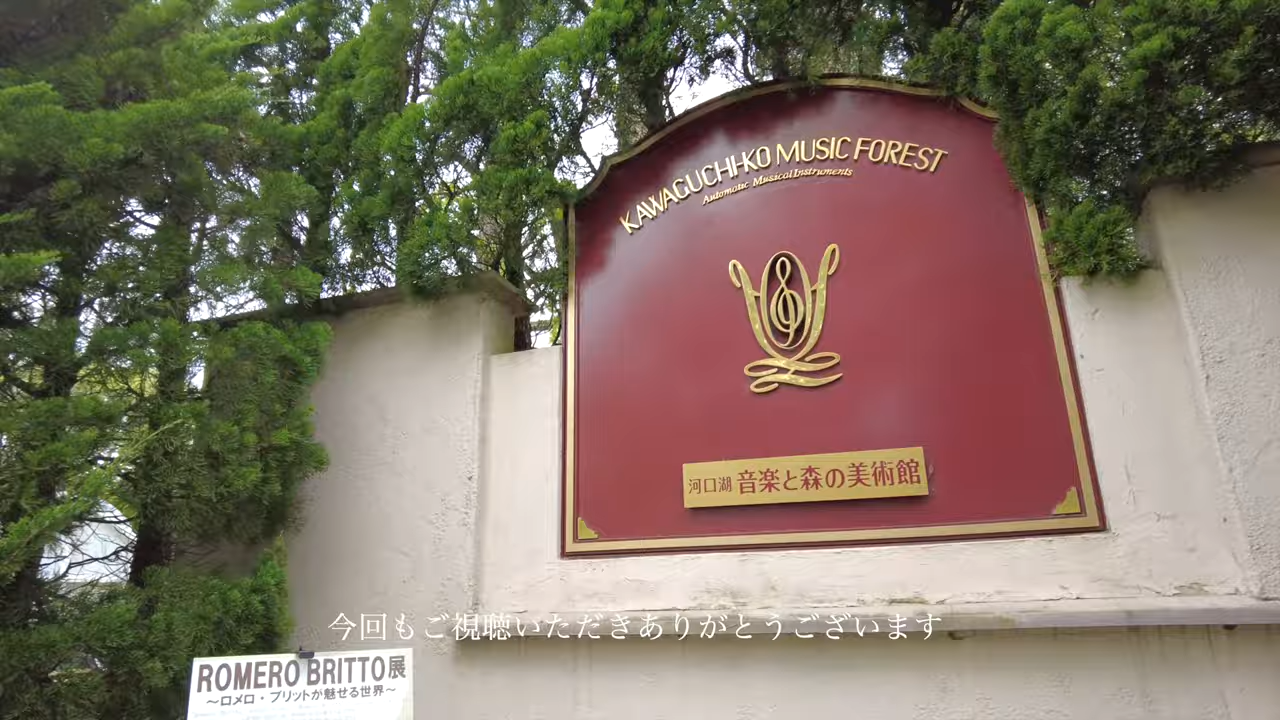 KAWAGUCHI-KO MUSIC FOREST
Automatic Musical Instruments
河口湖 音楽と森の美術館
今回もご視聴いただきありがとうございます
ROMERO BRITTO展
～ロメロ・ブリットが魅せる世界～